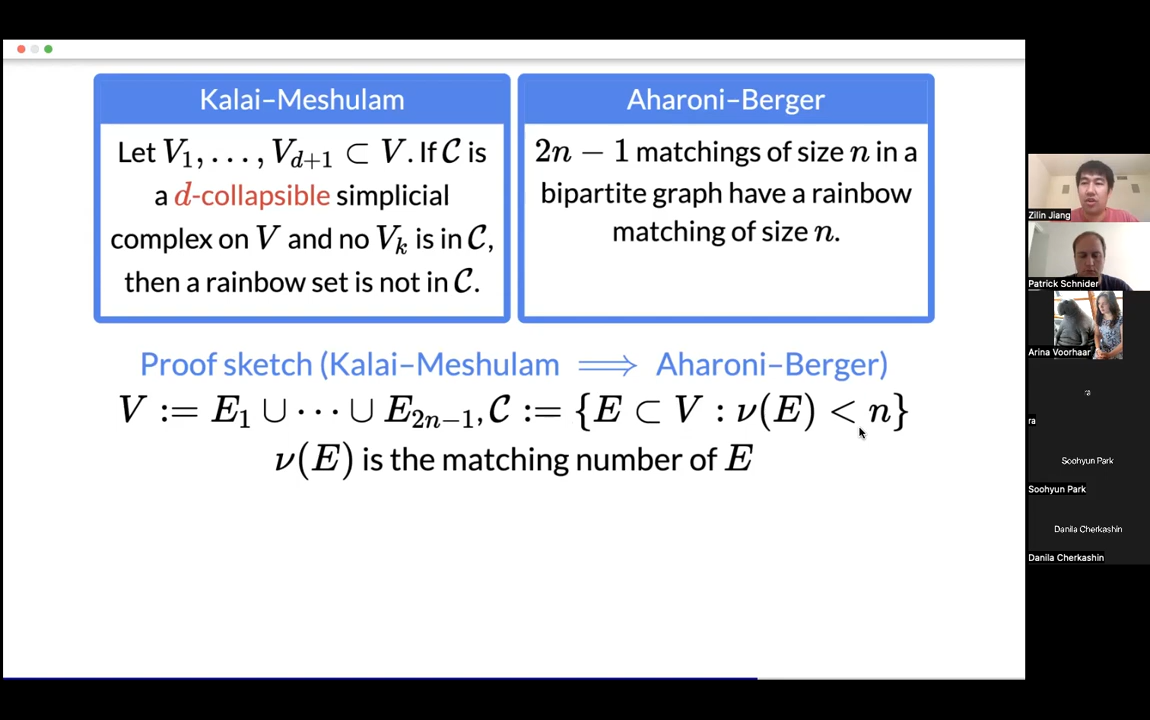 Kalai–Meshulam
Let V₁, . . . , V_{d+1} ⊂ V. If 𝒞 is
a d-collapsible simplicial
complex on V and no V_k is in 𝒞,
then a rainbow set is not in 𝒞.
Aharoni–Berger
2n − 1 matchings of size n in a
bipartite graph have a rainbow
matching of size n.
Proof sketch (Kalai–Meshulam ⟹ Aharoni–Berger)
V := E₁ ∪ ⋯ ∪ E_{2n−1}, 𝒞 := {E ⊂ V : ν(E) < n}
ν(E) is the matching number of E
Zilin Jiang
Patrick Schnider
Arina Voorhaar
ra
Soohyun Park
Soohyun Park
Danila Cherkashin
Danila Cherkashin